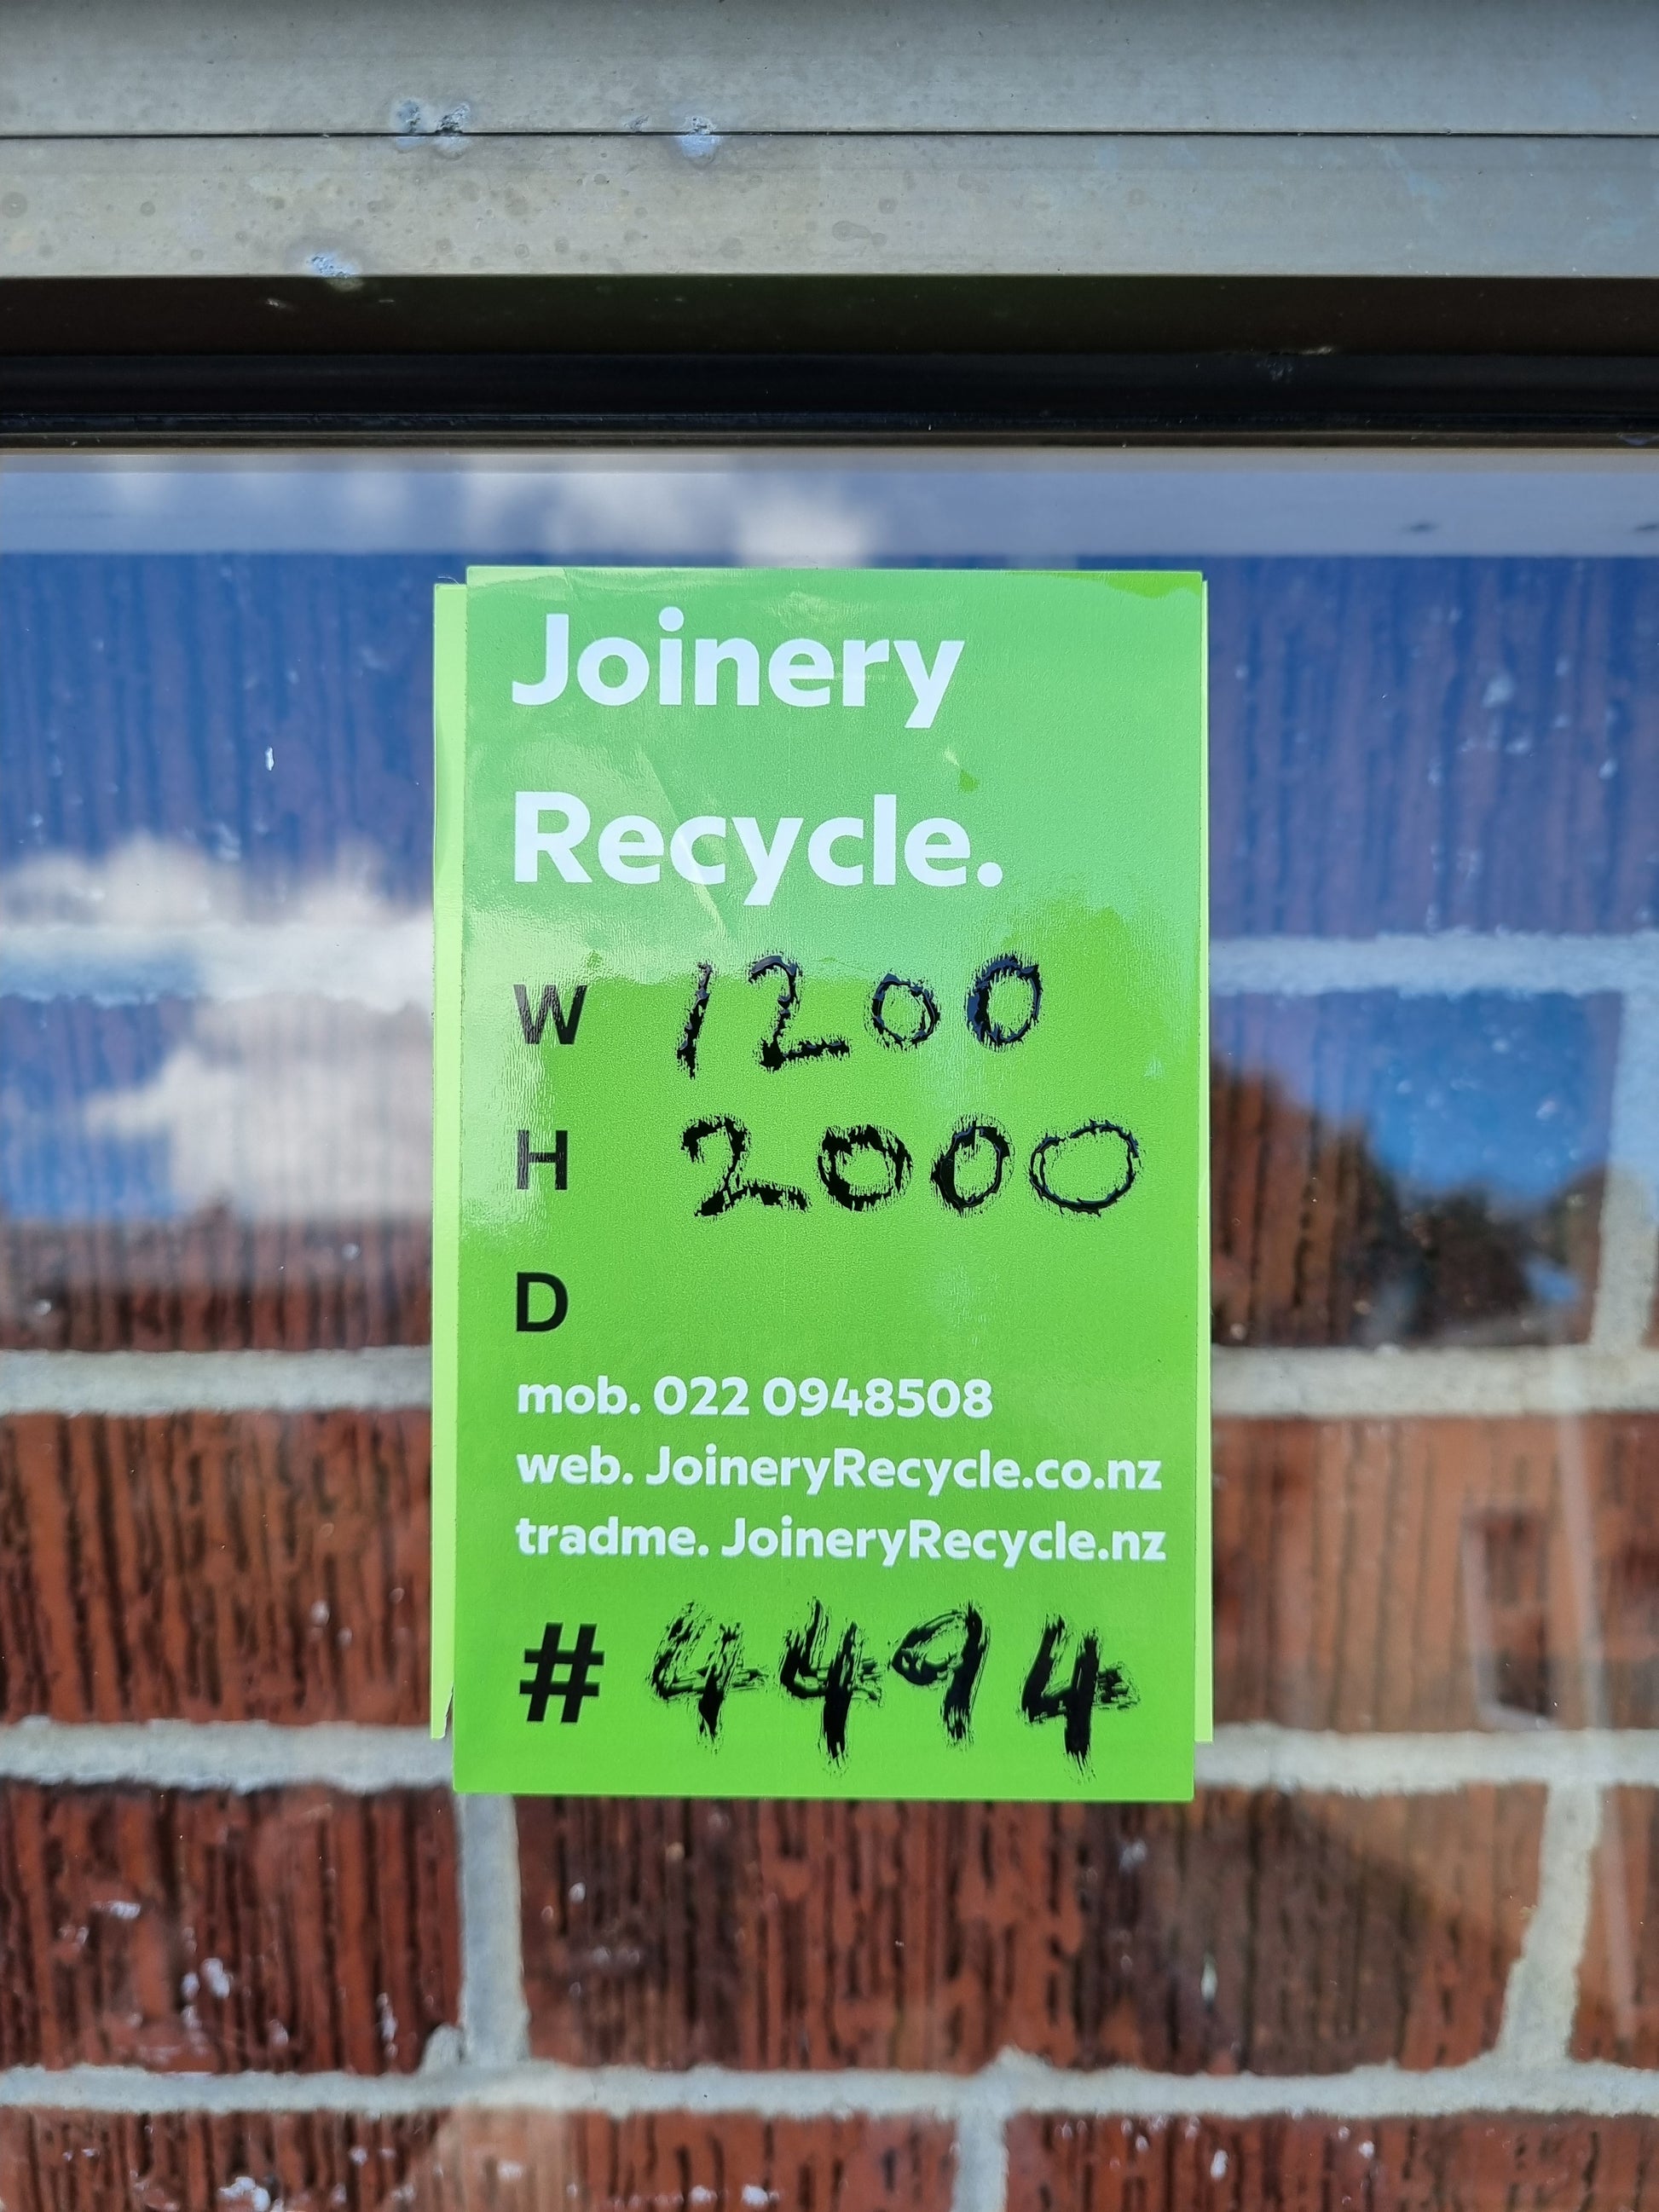 Joinery
Recycle.
W 1200
H 2000
D
mob. 022 0948508
web. JoineryRecycle.co.nz
tradme. JoineryRecycle.nz
# 4494